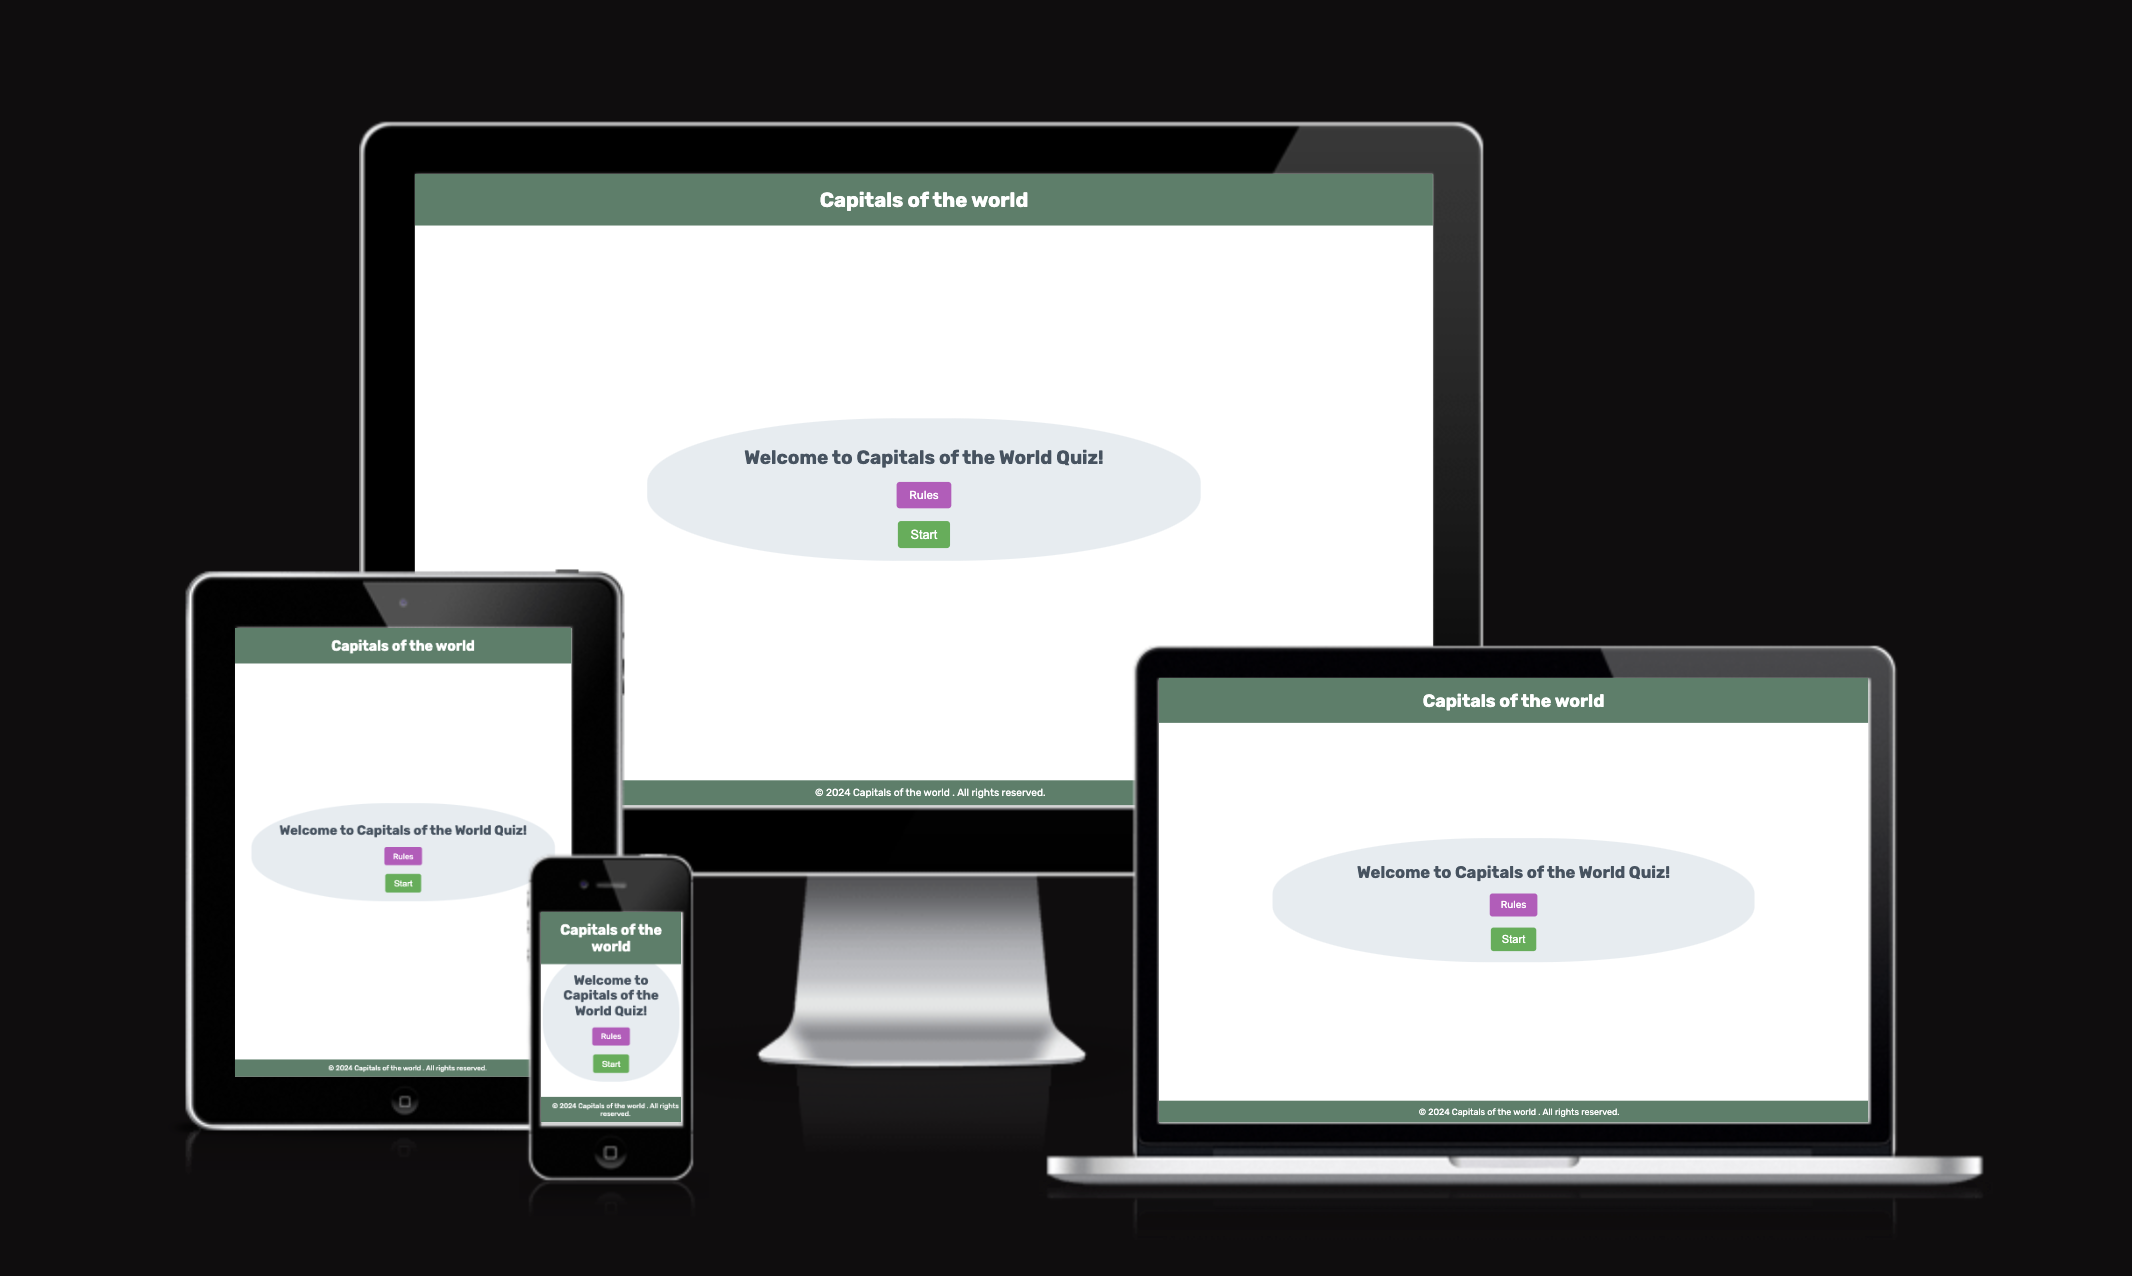 Capitals of the world
Welcome to Capitals of the World Quiz!
Rules
Start
© 2024 Capitals of the world . All rights reserved.
Capitals of the world
Welcome to Capitals of the World Quiz!
Rules
Start
© 2024 Capitals of the world . All rights reserved.
Capitals of the
world
Welcome to
Capitals of the
World Quiz!
Rules
Start
© 2024 Capitals of the world . All rights
reserved.
Capitals of the world
Welcome to Capitals of the World Quiz!
Rules
Start
© 2024 Capitals of the world . All rights reserved.